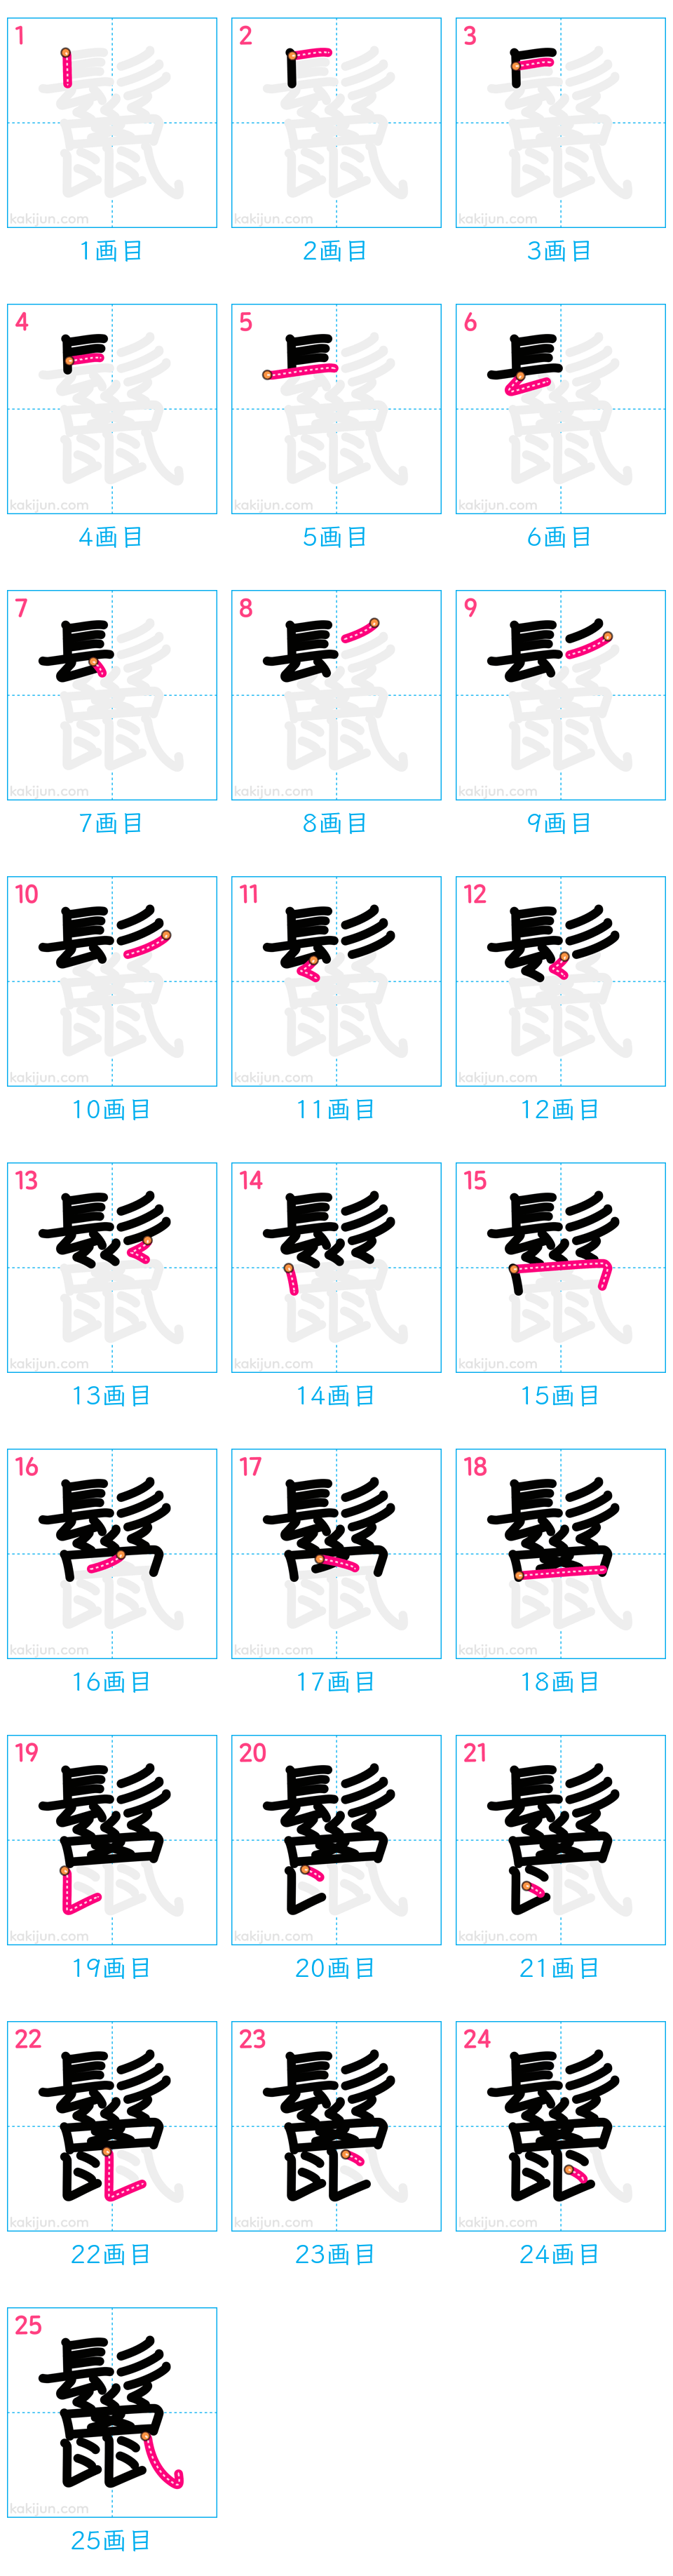 1 2 3
kakijun.com kakijun.com kakijun.com
1画目 2画目 3画目
4 5 6
kakijun.com kakijun.com kakijun.com
4画目 5画目 6画目
7 8 9
kakijun.com kakijun.com kakijun.com
7画目 8画目 9画目
10 11 12
kakijun.com kakijun.com kakijun.com
10画目 11画目 12画目
13 14 15
kakijun.com kakijun.com kakijun.com
13画目 14画目 15画目
16 17 18
kakijun.com kakijun.com kakijun.com
16画目 17画目 18画目
19 20 21
kakijun.com kakijun.com kakijun.com
19画目 20画目 21画目
22 23 24
kakijun.com kakijun.com kakijun.com
22画目 23画目 24画目
25
鬣
kakijun.com
25画目